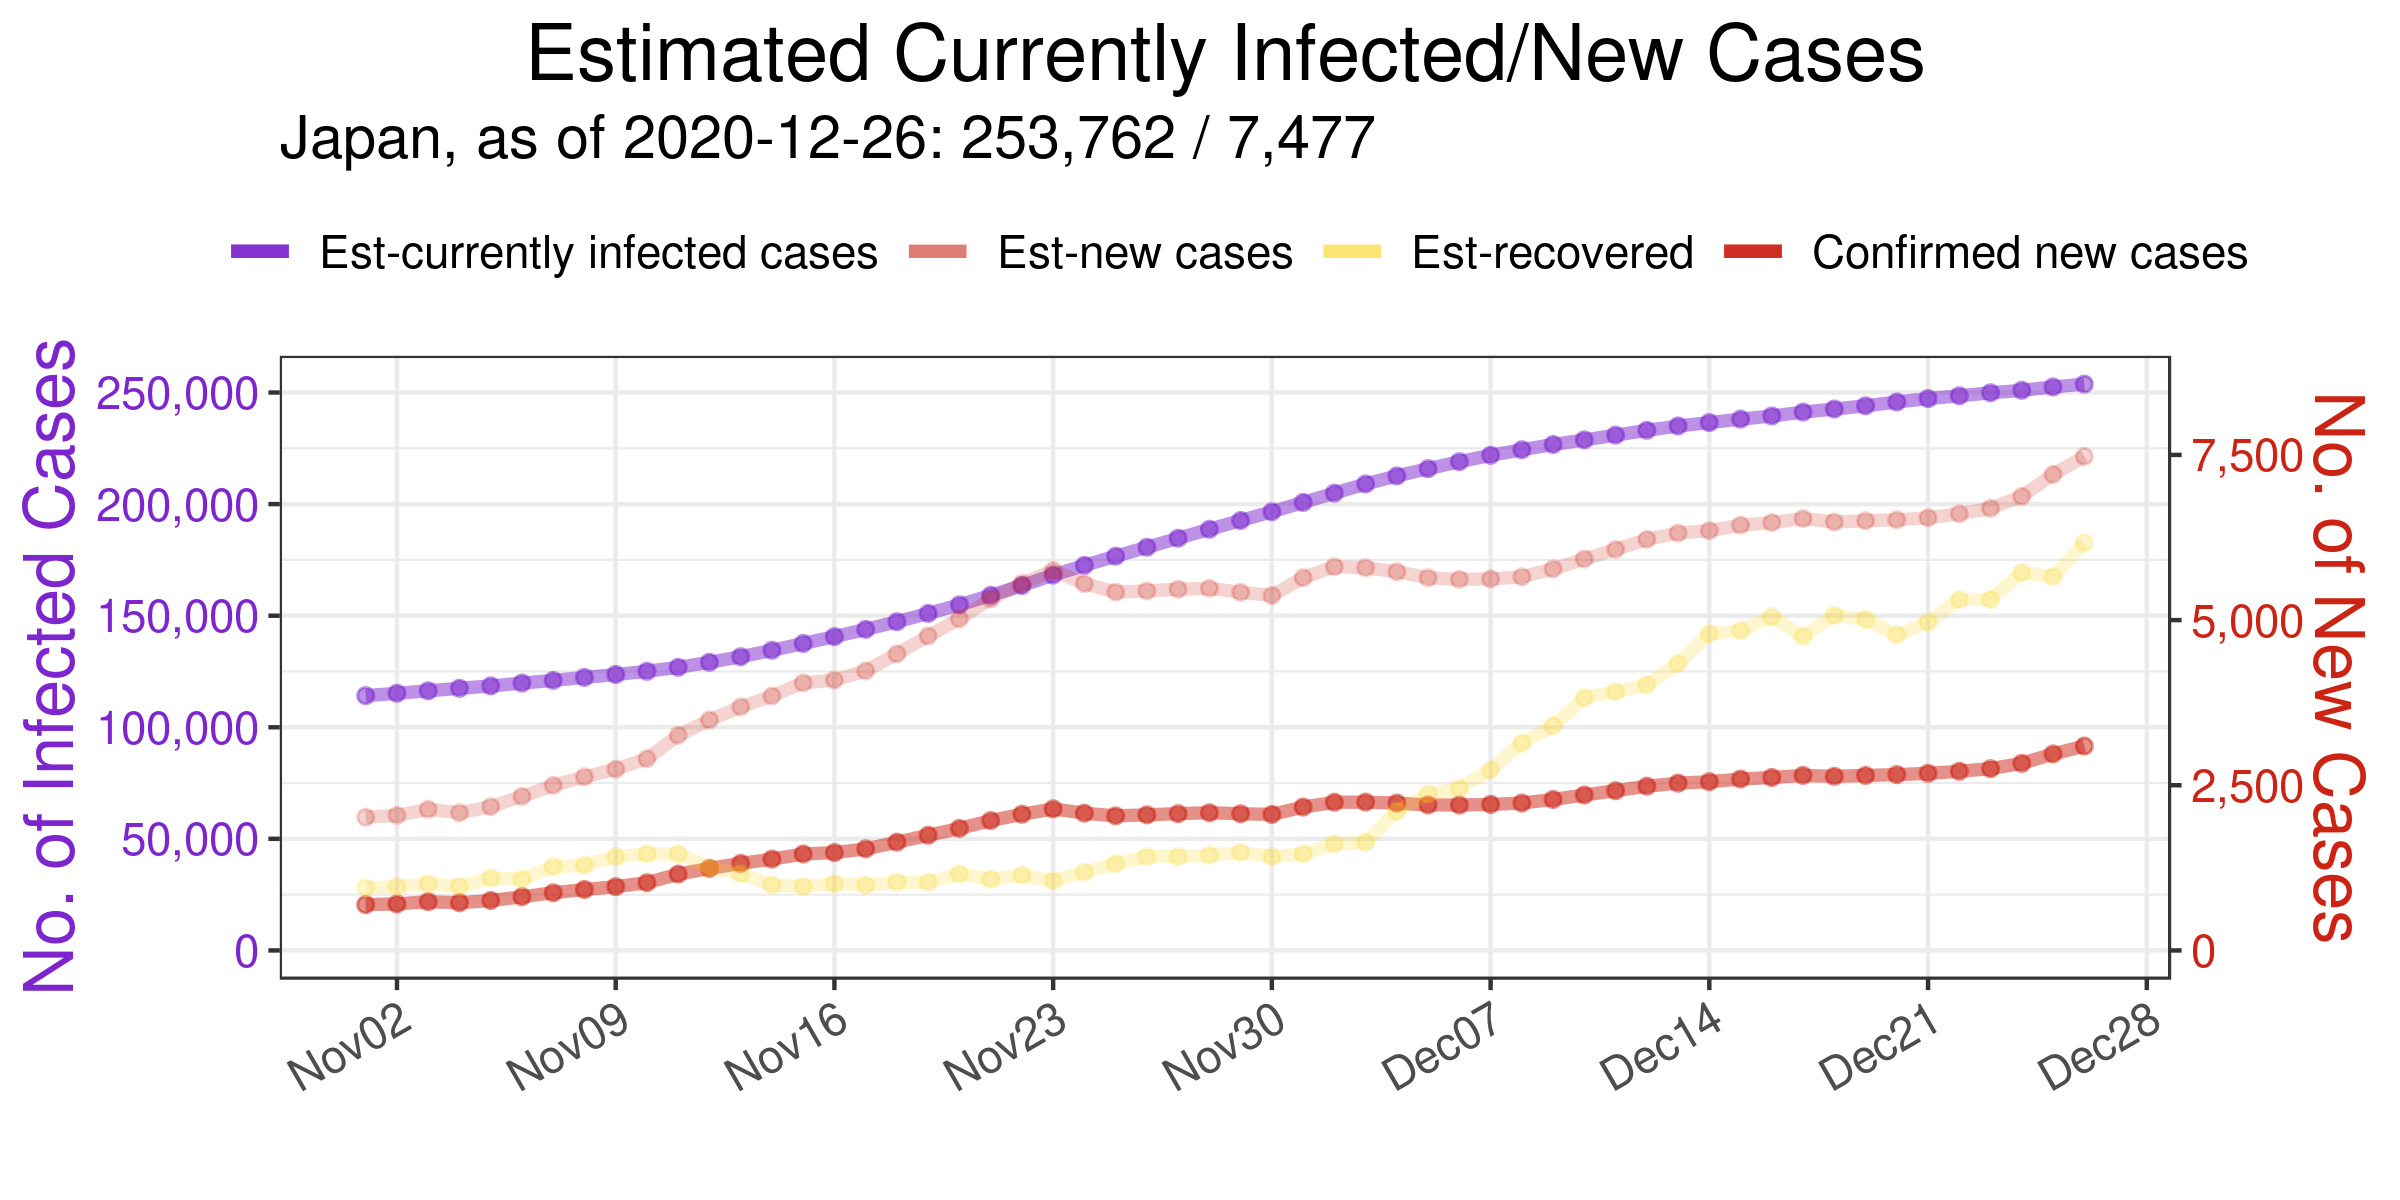 Estimated Currently Infected/New Cases
Japan, as of 2020-12-26: 253,762 / 7,477
Est-currently infected cases Est-new cases Est-recovered Confirmed new cases
No. of Infected Cases
250,000
200,000
150,000
100,000
50,000
0
7,500
5,000
2,500
0
No. of New Cases
Nov02 Nov09 Nov16 Nov23 Nov30 Dec07 Dec14 Dec21 Dec28